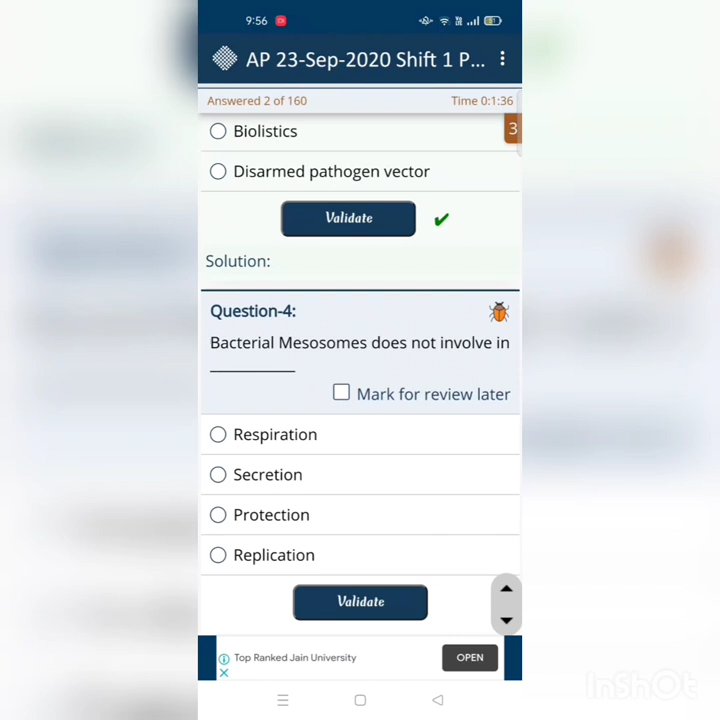 9:56
AP 23-Sep-2020 Shift 1 P...
Answered 2 of 160 Time 0:1:36
3
Biolistics
Disarmed pathogen vector
Validate
Solution:
Question-4:
Bacterial Mesosomes does not involve in
__________
Mark for review later
Respiration
Secretion
Protection
Replication
Validate
Top Ranked Jain University OPEN
InShOt